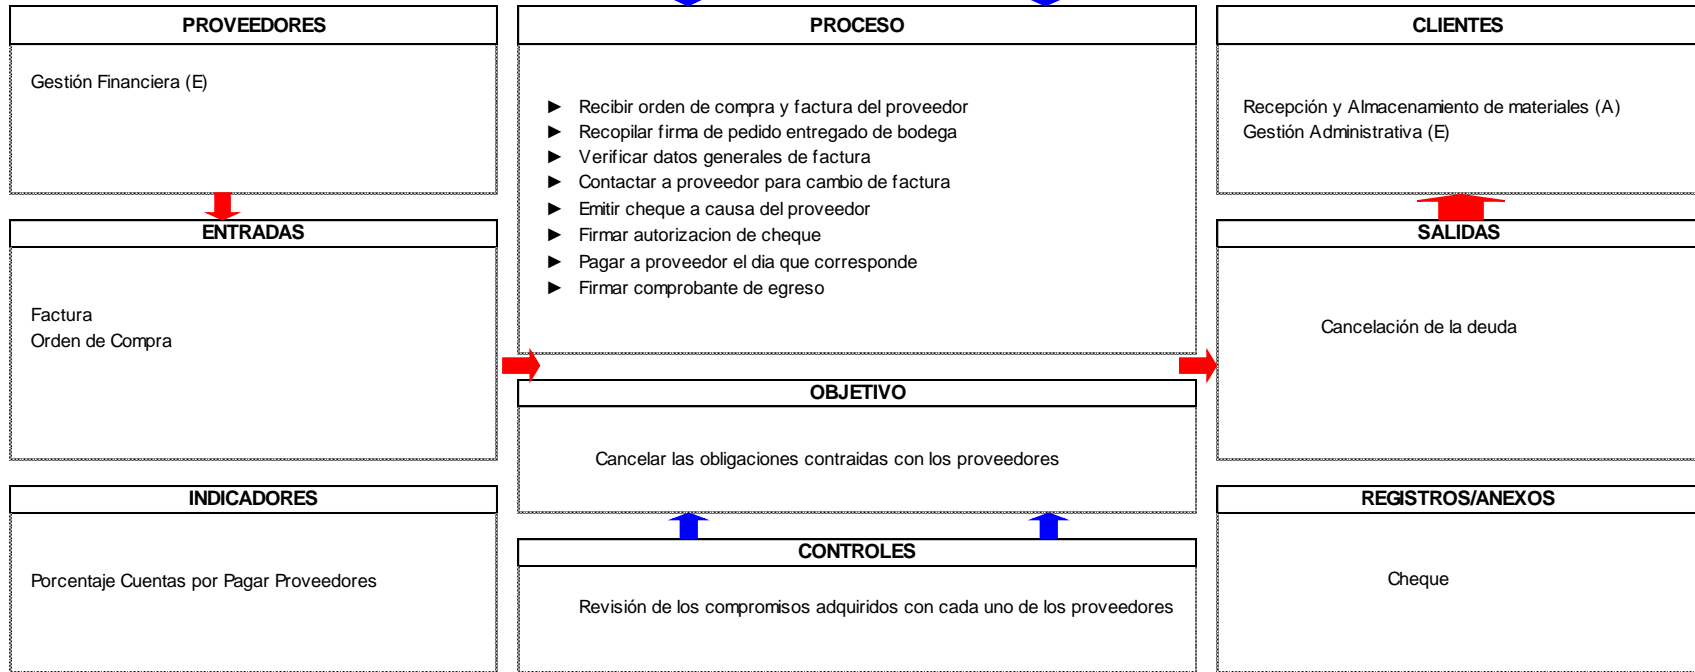 PROVEEDORES
Gestión Financiera (E)
ENTRADAS
Factura
Orden de Compra
INDICADORES
Porcentaje Cuentas por Pagar Proveedores
PROCESO
► Recibir orden de compra y factura del proveedor
► Recopilar firma de pedido entregado de bodega
► Verificar datos generales de factura
► Contactar a proveedor para cambio de factura
► Emitir cheque a causa del proveedor
► Firmar autorizacion de cheque
► Pagar a proveedor el dia que corresponde
► Firmar comprobante de egreso
OBJETIVO
Cancelar las obligaciones contraidas con los proveedores
CONTROLES
Revisión de los compromisos adquiridos con cada uno de los proveedores
CLIENTES
Recepción y Almacenamiento de materiales (A)
Gestión Administrativa (E)
SALIDAS
Cancelación de la deuda
REGISTROS/ANEXOS
Cheque